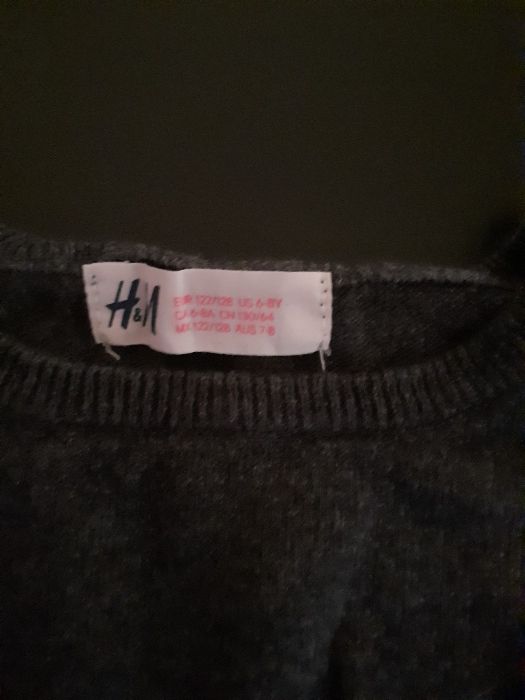 H&M
EUR 122/128 US 6-8Y
CA 6-8A CN 130/64
MX 122/128 AUS 7-8